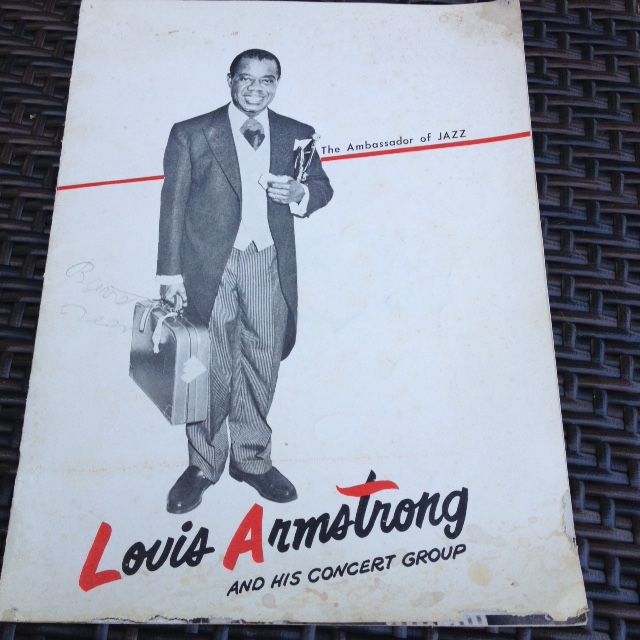 The Ambassador of JAZZ
Louis Armstrong
AND HIS CONCERT GROUP